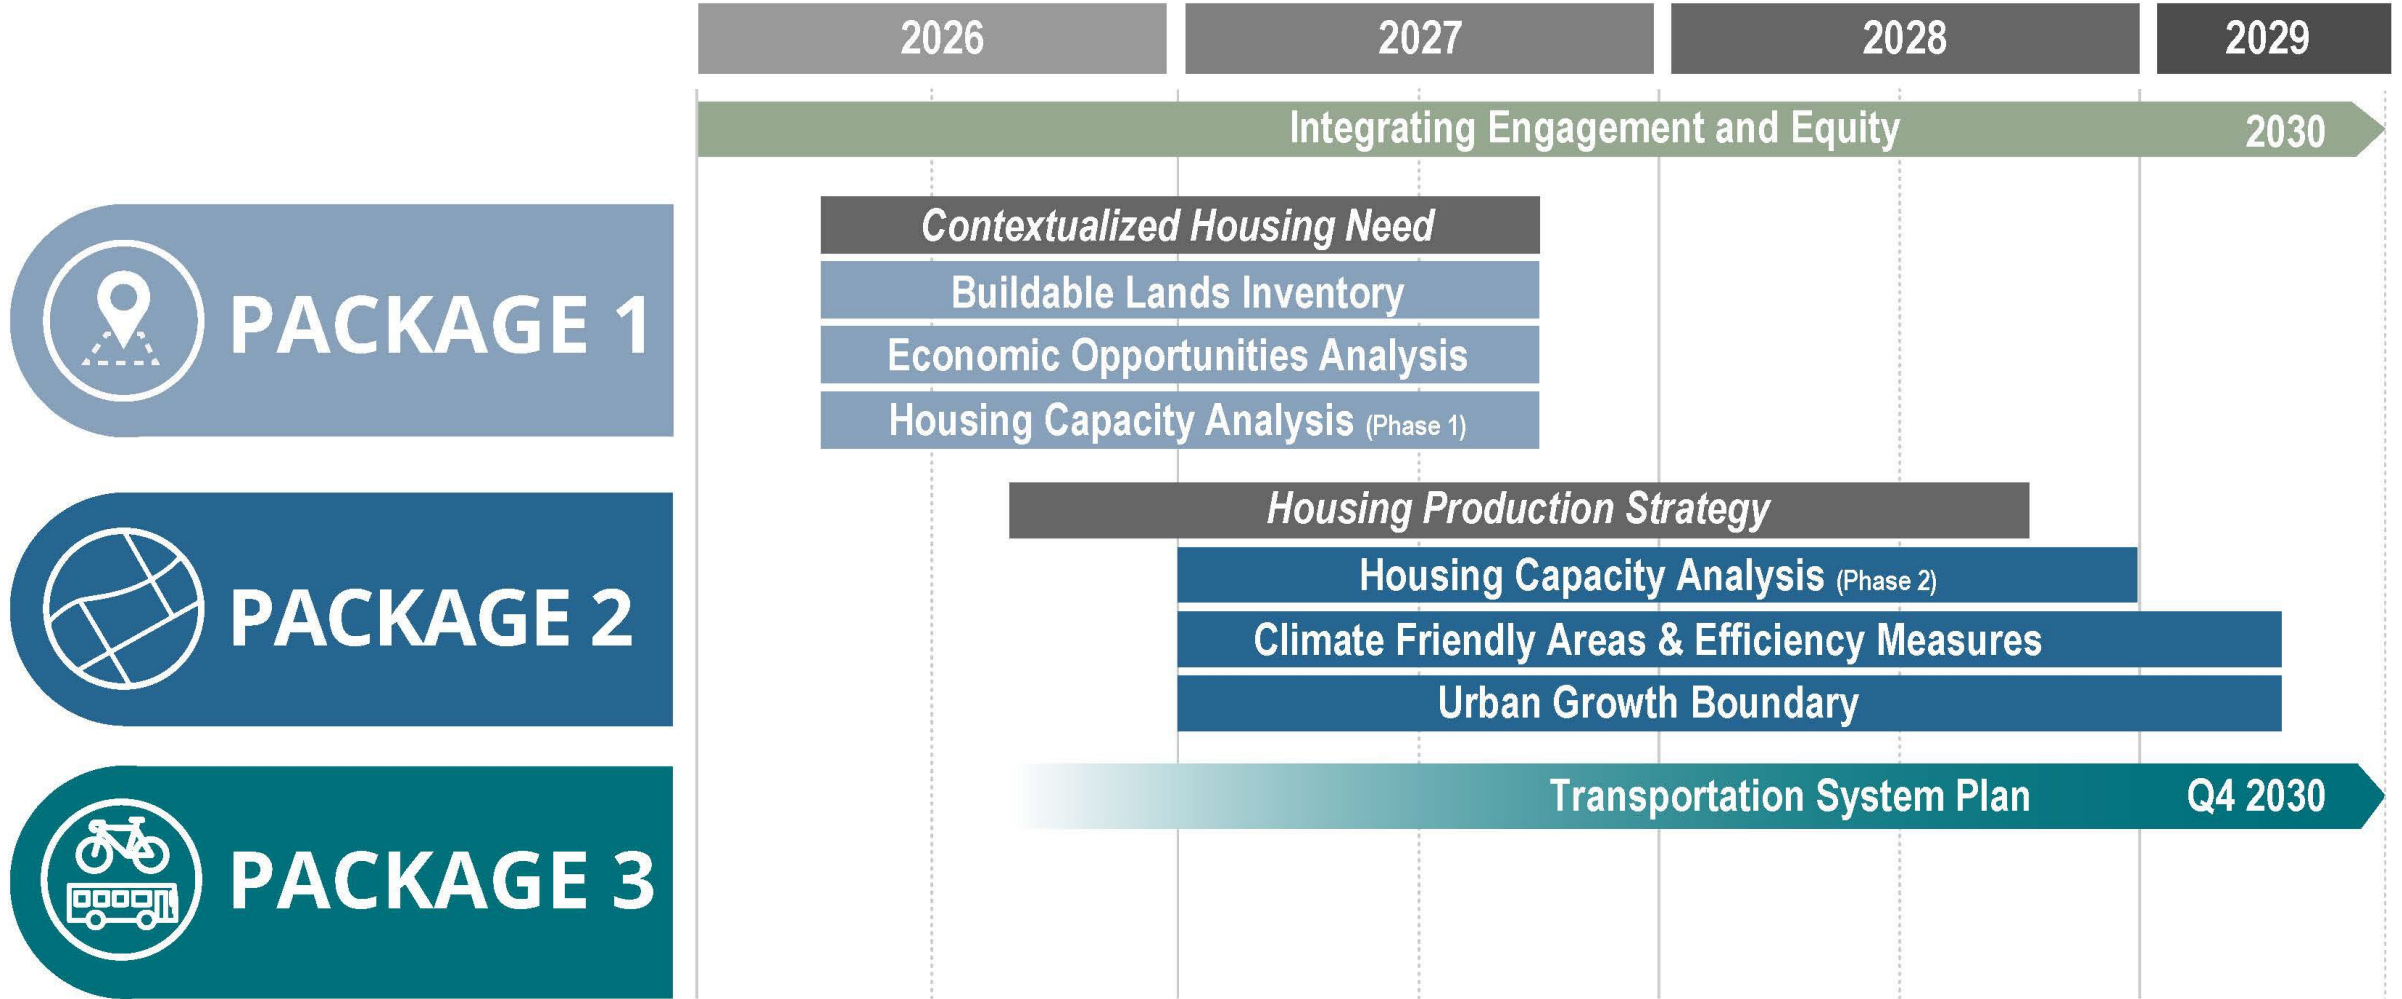 2026 2027 2028 2029
Integrating Engagement and Equity 2030
PACKAGE 1
Contextualized Housing Need
Buildable Lands Inventory
Economic Opportunities Analysis
Housing Capacity Analysis (Phase 1)
PACKAGE 2
Housing Production Strategy
Housing Capacity Analysis (Phase 2)
Climate Friendly Areas & Efficiency Measures
Urban Growth Boundary
PACKAGE 3
Transportation System Plan Q4 2030